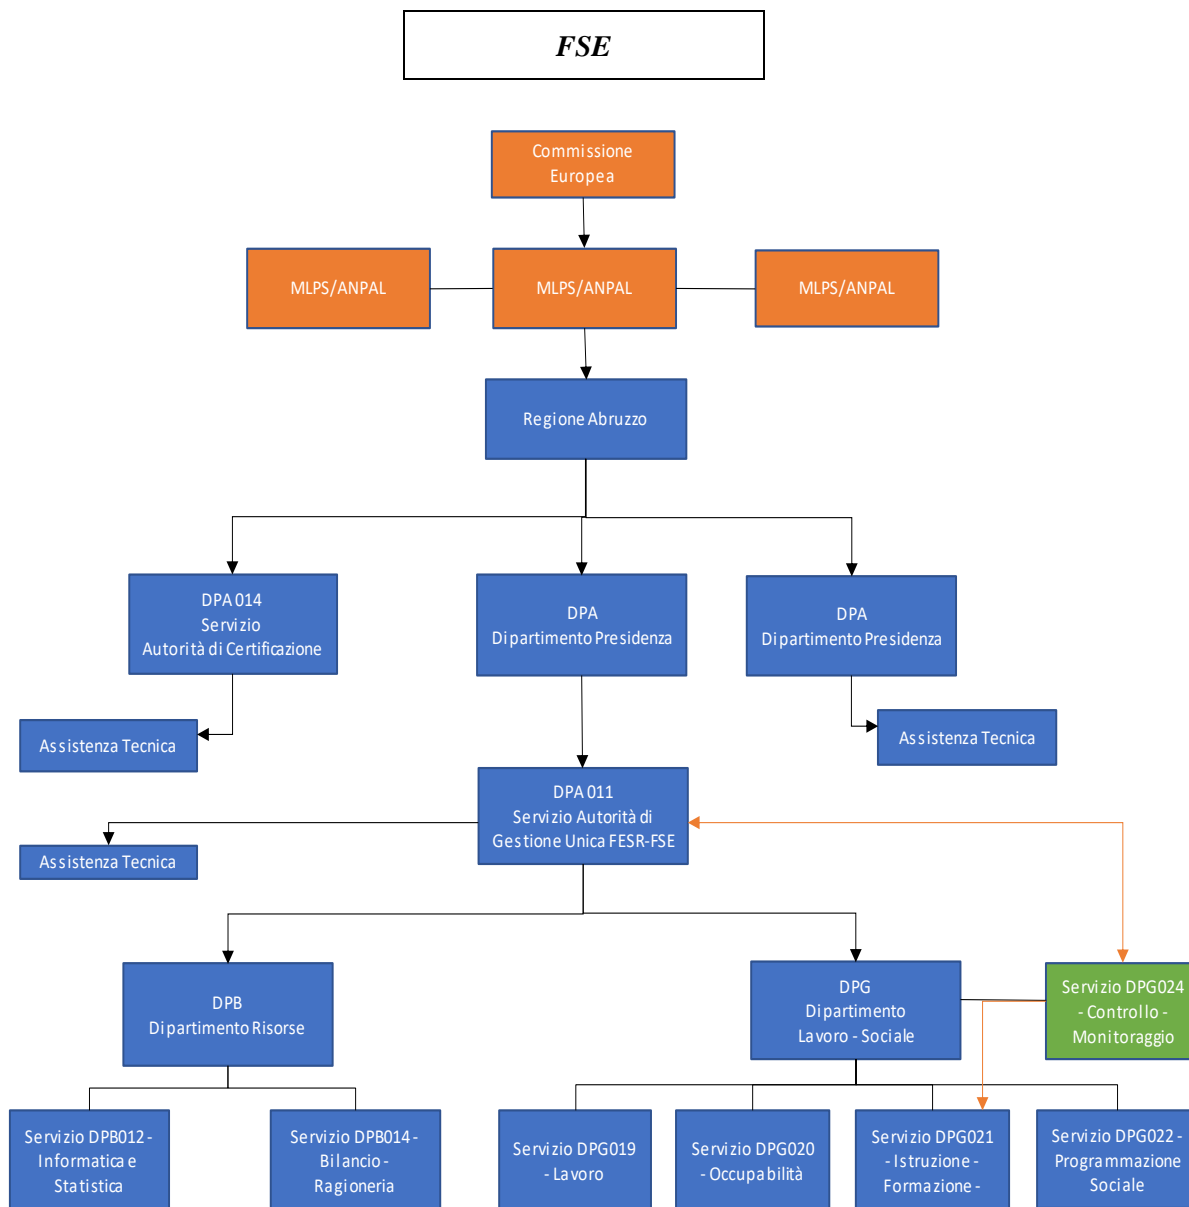 FSE
Commissione
Europea
MLPS/ANPAL
MLPS/ANPAL
MLPS/ANPAL
Regione Abruzzo
DPA 014
Servizio
Autorità di Certificazione
DPA
Dipartimento Presidenza
DPA
Dipartimento Presidenza
Assistenza Tecnica
Assistenza Tecnica
DPA 011
Servizio Autorità di
Gestione Unica FESR-FSE
Assistenza Tecnica
DPB
Dipartimento Risorse
DPG
Dipartimento
Lavoro - Sociale
Servizio DPG024
- Controllo -
Monitoraggio
Servizio DPB012 -
Informatica e
Statistica
Servizio DPB014 -
Bilancio -
Ragioneria
Servizio DPG019
- Lavoro
Servizio DPG020
- Occupabilità
Servizio DPG021
- Istruzione -
Formazione -
Servizio DPG022 -
Programmazione
Sociale